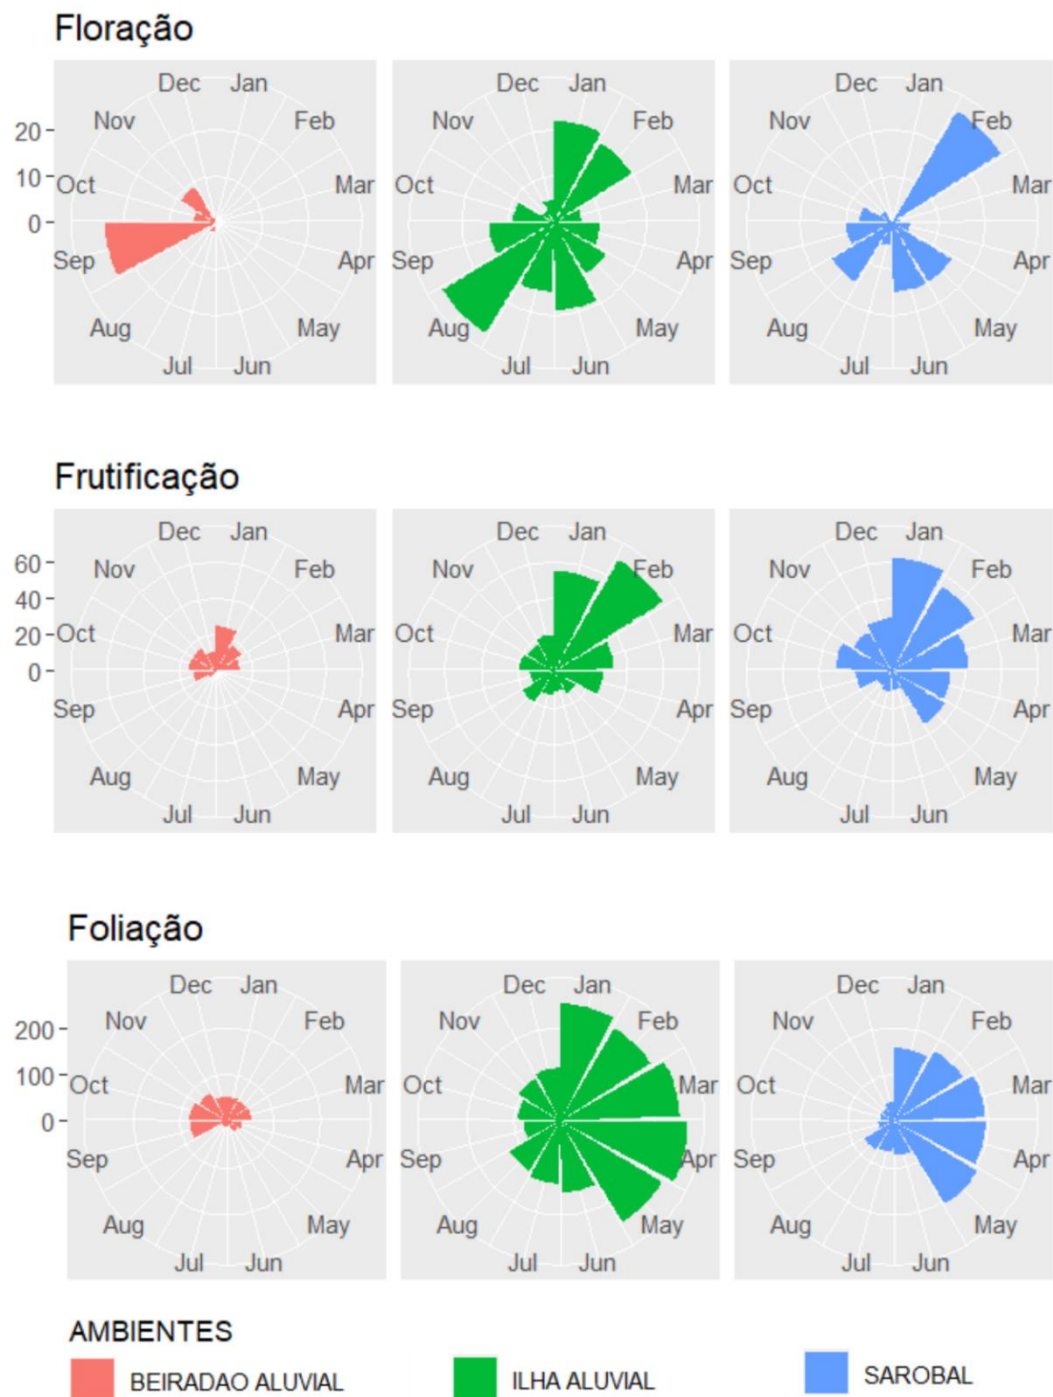 Floração
Dec Jan Dec Jan Dec Jan
20 Nov Feb Nov Feb Nov Feb
10 Oct Mar Oct Mar Oct Mar
0
Sep Apr Sep Apr Sep Apr
Aug May Aug May Aug May
Jul Jun Jul Jun Jul Jun
Frutificação
Dec Jan Dec Jan Dec Jan
60 Nov Feb Nov Feb Nov Feb
40
20 Oct Mar Oct Mar Oct Mar
0
Sep Apr Sep Apr Sep Apr
Aug May Aug May Aug May
Jul Jun Jul Jun Jul Jun
Foliação
Dec Jan Dec Jan Dec Jan
200 Nov Feb Nov Feb Nov Feb
100 Oct Mar Oct Mar Oct Mar
0
Sep Apr Sep Apr Sep Apr
Aug May Aug May Aug May
Jul Jun Jul Jun Jul Jun
AMBIENTES
BEIRADAO ALUVIAL ILHA ALUVIAL SAROBAL